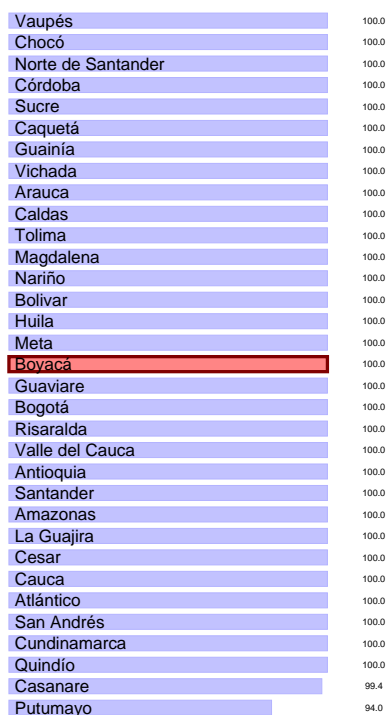 Vaupés 100.0
Chocó 100.0
Norte de Santander 100.0
Córdoba 100.0
Sucre 100.0
Caquetá 100.0
Guainía 100.0
Vichada 100.0
Arauca 100.0
Caldas 100.0
Tolima 100.0
Magdalena 100.0
Nariño 100.0
Bolivar 100.0
Huila 100.0
Meta 100.0
Boyacá 100.0
Guaviare 100.0
Bogotá 100.0
Risaralda 100.0
Valle del Cauca 100.0
Antioquia 100.0
Santander 100.0
Amazonas 100.0
La Guajira 100.0
Cesar 100.0
Cauca 100.0
Atlántico 100.0
San Andrés 100.0
Cundinamarca 100.0
Quindío 100.0
Casanare 99.4
Putumayo 94.0